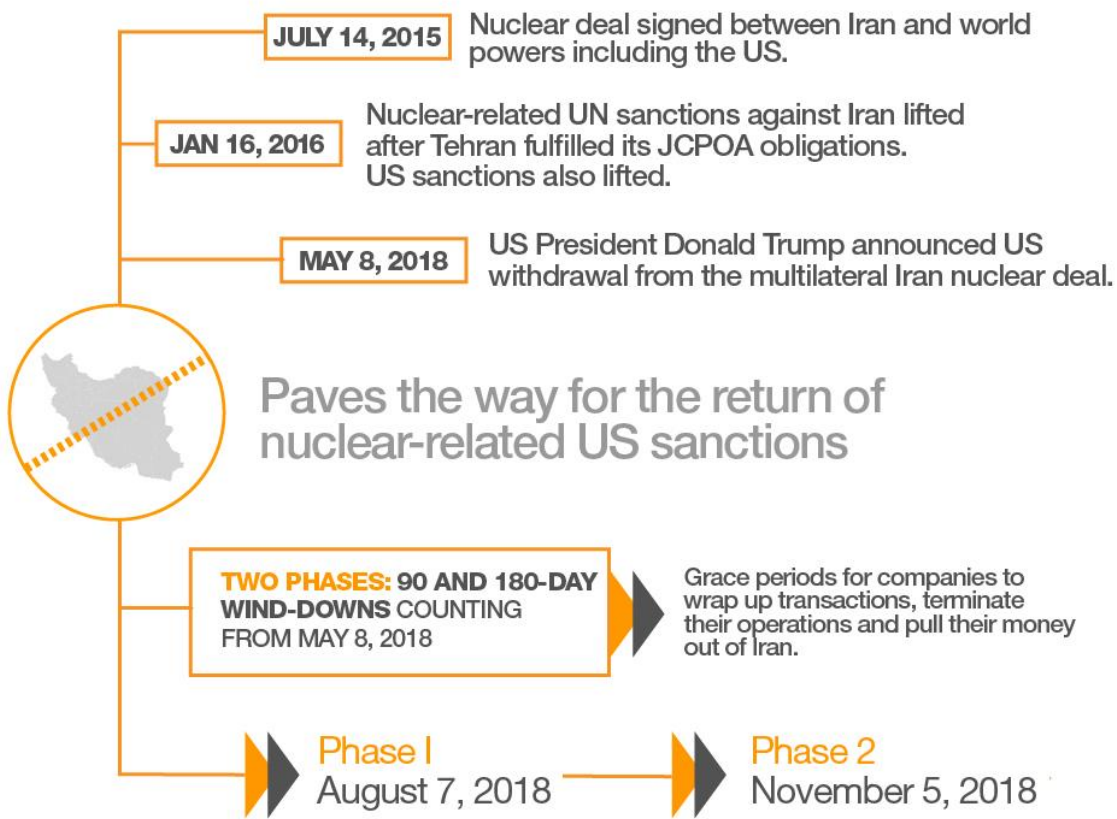 JULY 14, 2015
Nuclear deal signed between Iran and world
powers including the US.
JAN 16, 2016
Nuclear-related UN sanctions against Iran lifted
after Tehran fulfilled its JCPOA obligations.
US sanctions also lifted.
MAY 8, 2018
US President Donald Trump announced US
withdrawal from the multilateral Iran nuclear deal.
Paves the way for the return of
nuclear-related US sanctions
TWO PHASES: 90 AND 180-DAY
WIND-DOWNS COUNTING
FROM MAY 8, 2018
Grace periods for companies to
wrap up transactions, terminate
their operations and pull their money
out of Iran.
Phase I
August 7, 2018
Phase 2
November 5, 2018